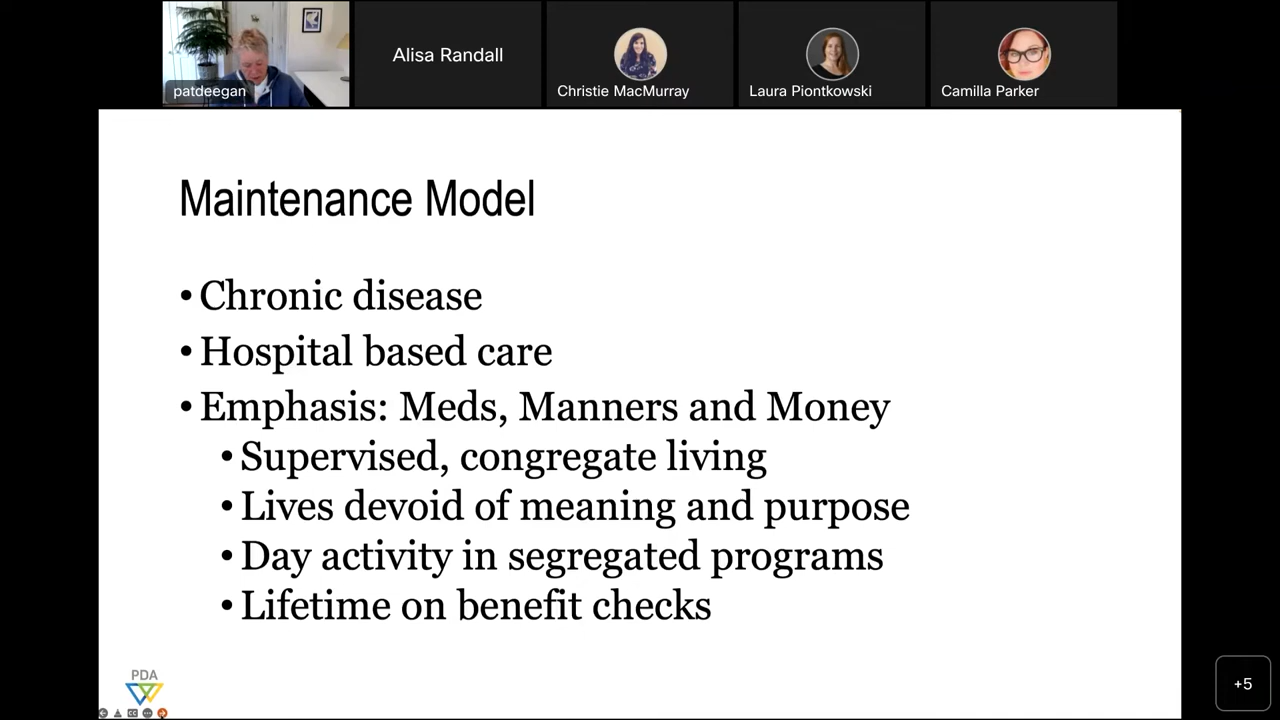 patdeegan
Alisa Randall
Christie MacMurray
Laura Piontkowski
Camilla Parker
Maintenance Model
• Chronic disease
• Hospital based care
• Emphasis: Meds, Manners and Money
• Supervised, congregate living
• Lives devoid of meaning and purpose
• Day activity in segregated programs
• Lifetime on benefit checks
PDA
+5